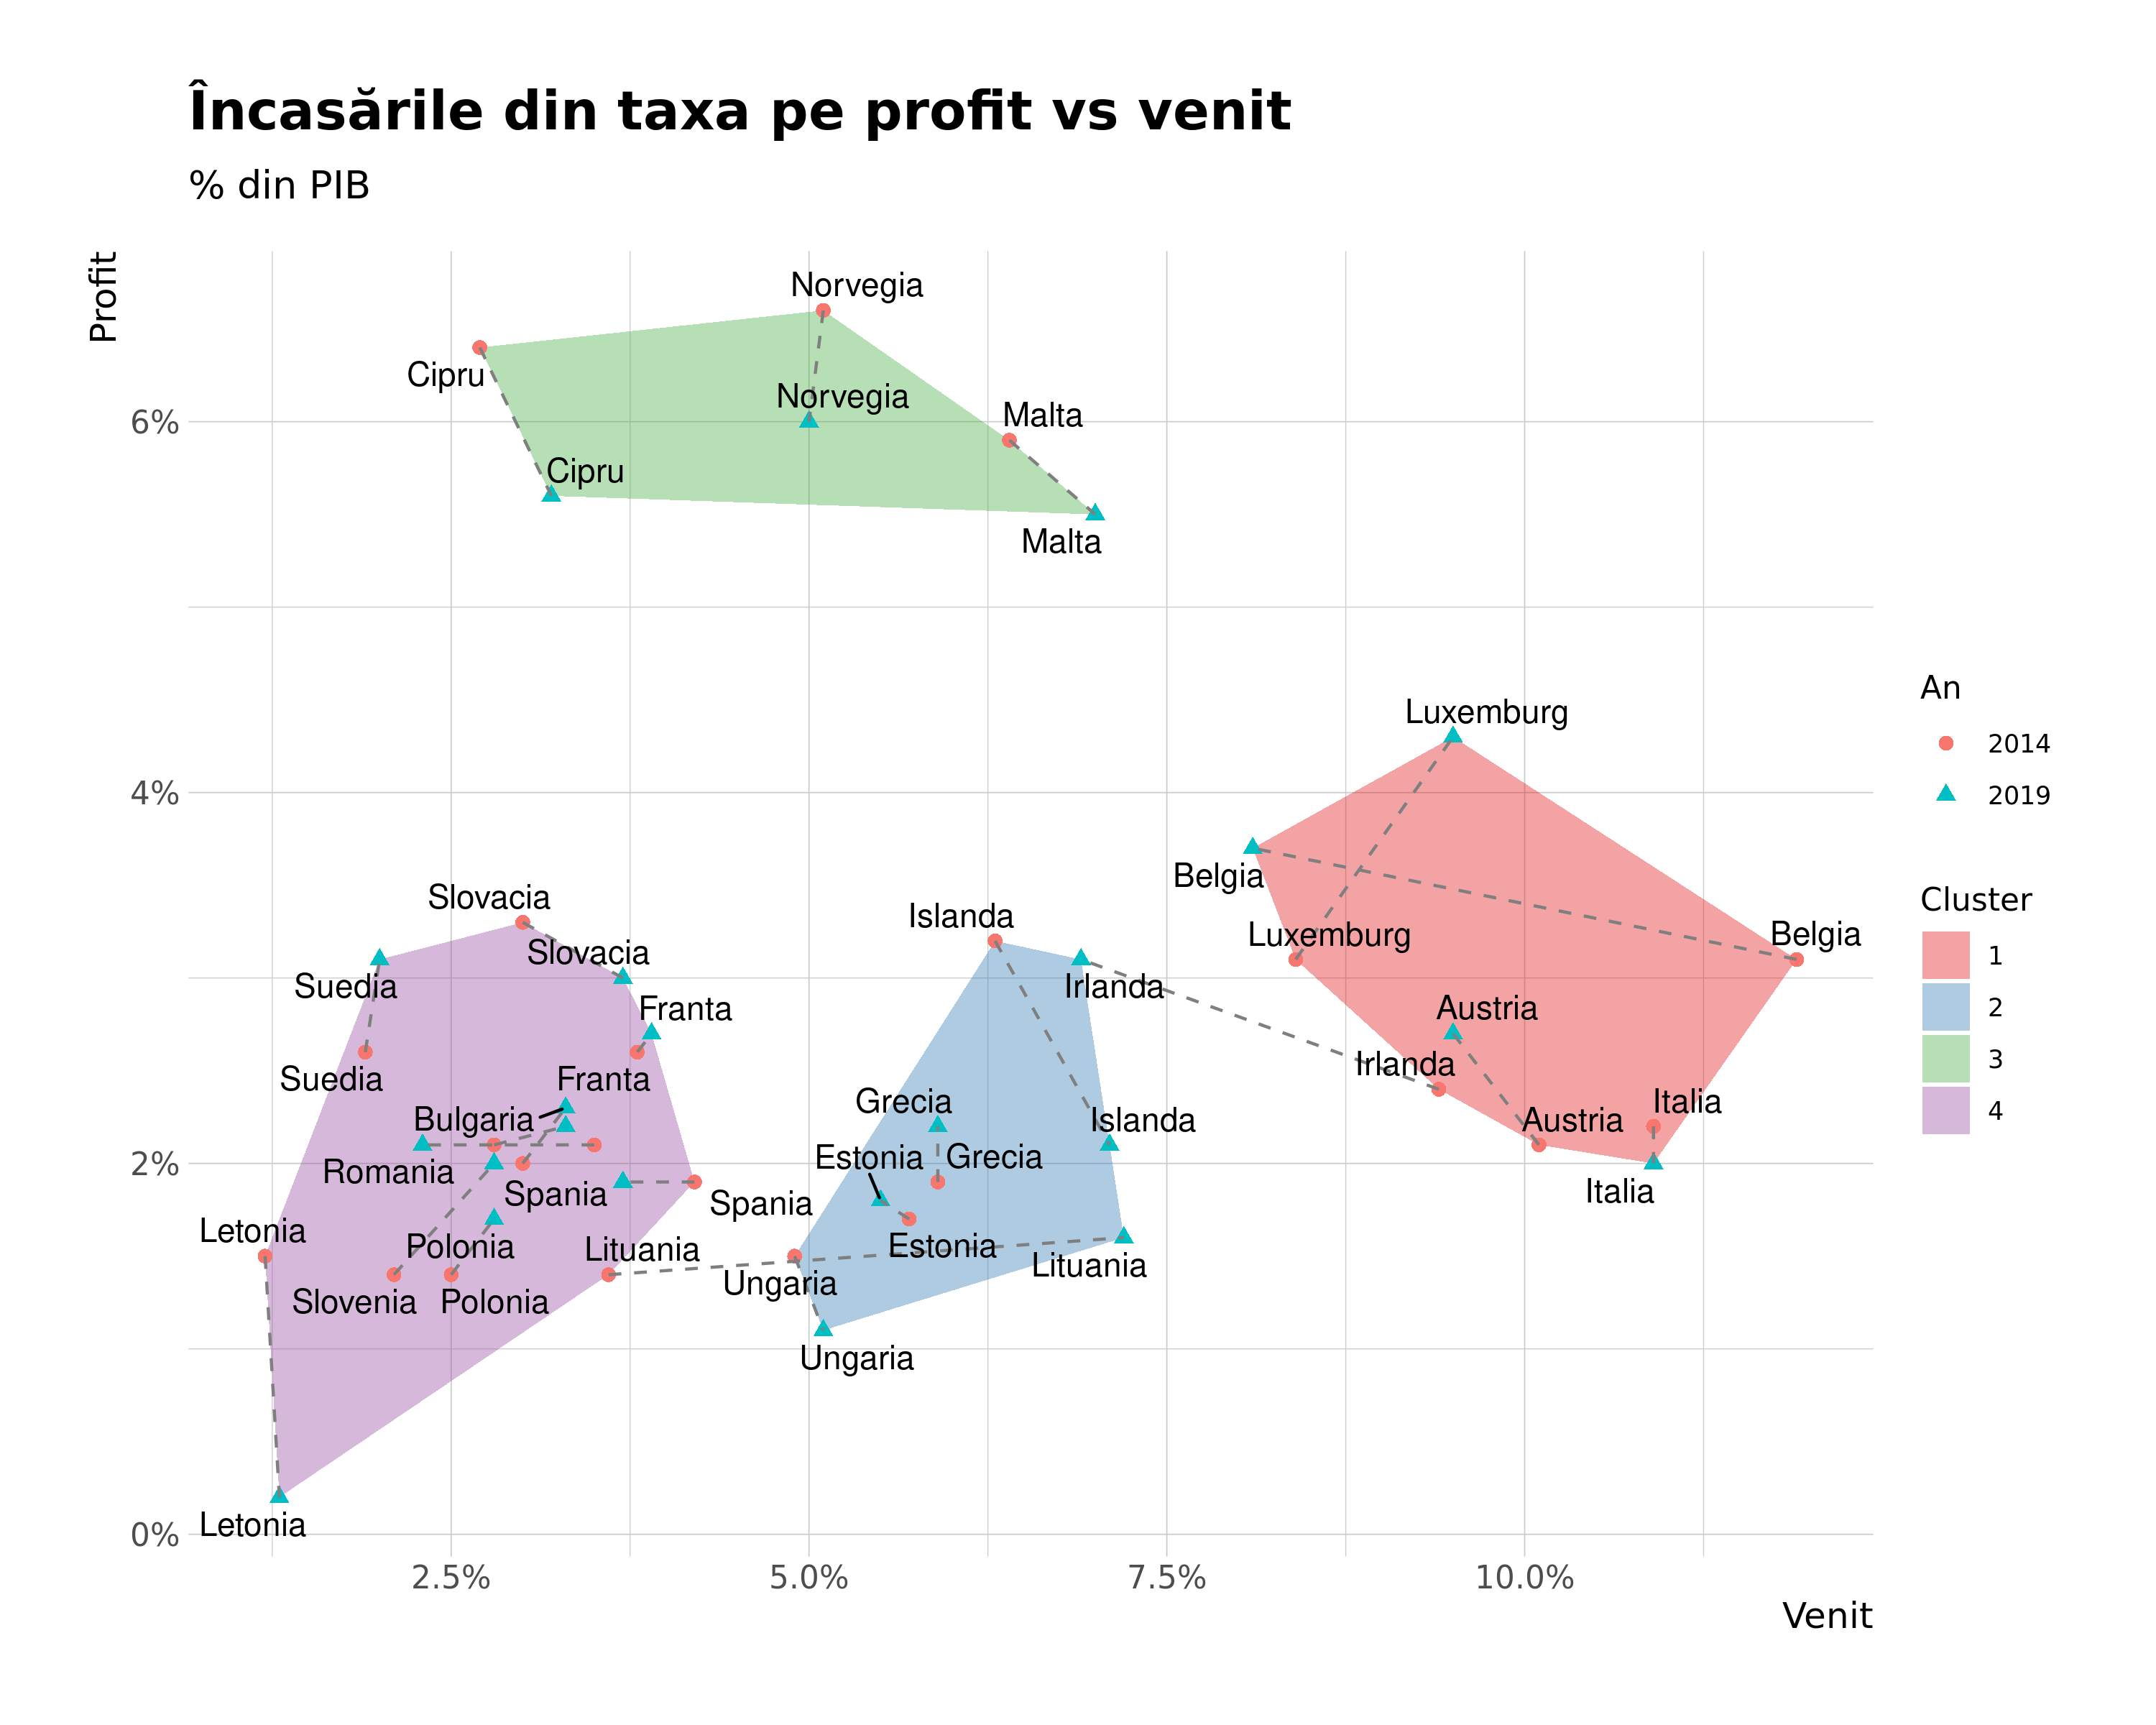 Încasările din taxa pe profit vs venit
% din PIB
Profit
Norvegia
Cipru
Norvegia
Malta
6%
Cipru
Malta
Luxemburg
An
2014
2019
4%
Belgia
Slovacia
Cluster
Islanda
Luxemburg
Belgia
Slovacia
1
Suedia
Irlanda
Franta
Austria
2
Suedia
Franta
Irlanda
3
Grecia
Italia
Bulgaria
Islanda
Austria
4
2%
Romania
Estonia
Grecia
Spania
Spania
Italia
Letonia
Polonia
Lituania
Estonia
Lituania
Ungaria
Slovenia
Polonia
Ungaria
Letonia
0%
2.5%
5.0%
7.5%
10.0%
Venit